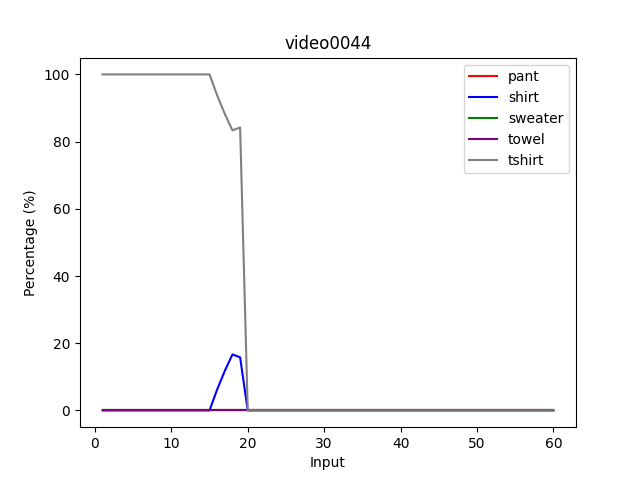 video0044
pant
shirt
sweater
towel
tshirt
Percentage (%)
100
80
60
40
20
0
0 10 20 30 40 50 60
Input